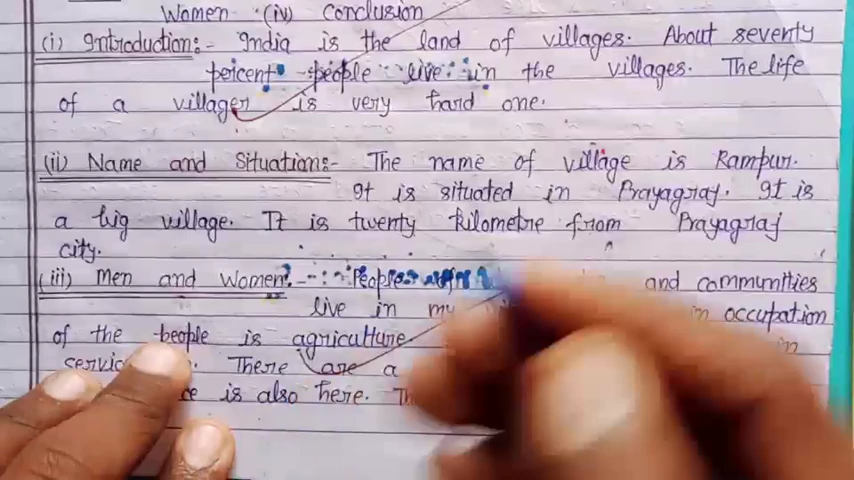 Women (iv) Conclusion
(i) Introduction:- India is the land of villages. About seventy
percent people live in the villages. The life
of a villager is very hard one.
(ii) Name and Situation:- The name of village is Rampur.
It is situated in Prayagraj. It is
a big village. It is twenty kilometre from Prayagraj
city.
(iii) Men and Women:- People and communities
live in my in occupation
of the people is agriculture. in
There are a
is also here.